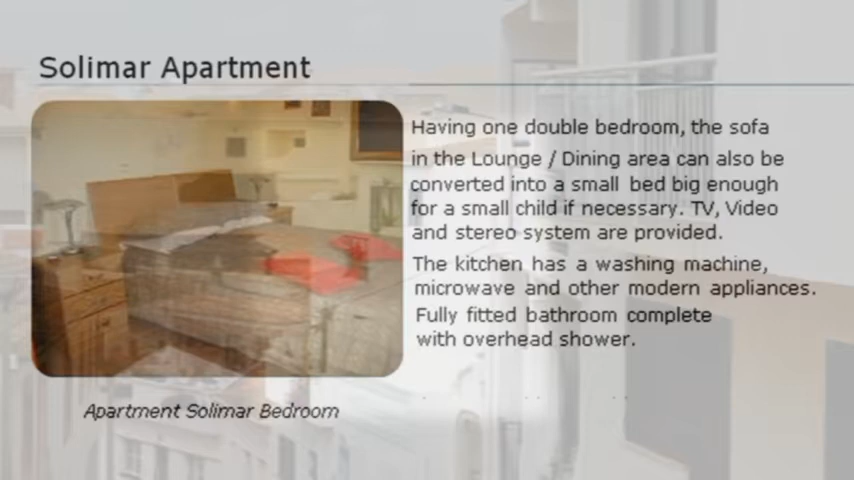 Solimar Apartment
Having one double bedroom, the sofa
in the Lounge / Dining area can also be
converted into a small bed big enough
for a small child if necessary. TV, Video
and stereo system are provided.
The kitchen has a washing machine,
microwave and other modern appliances.
Fully fitted bathroom complete
with overhead shower.
Apartment Solimar Bedroom